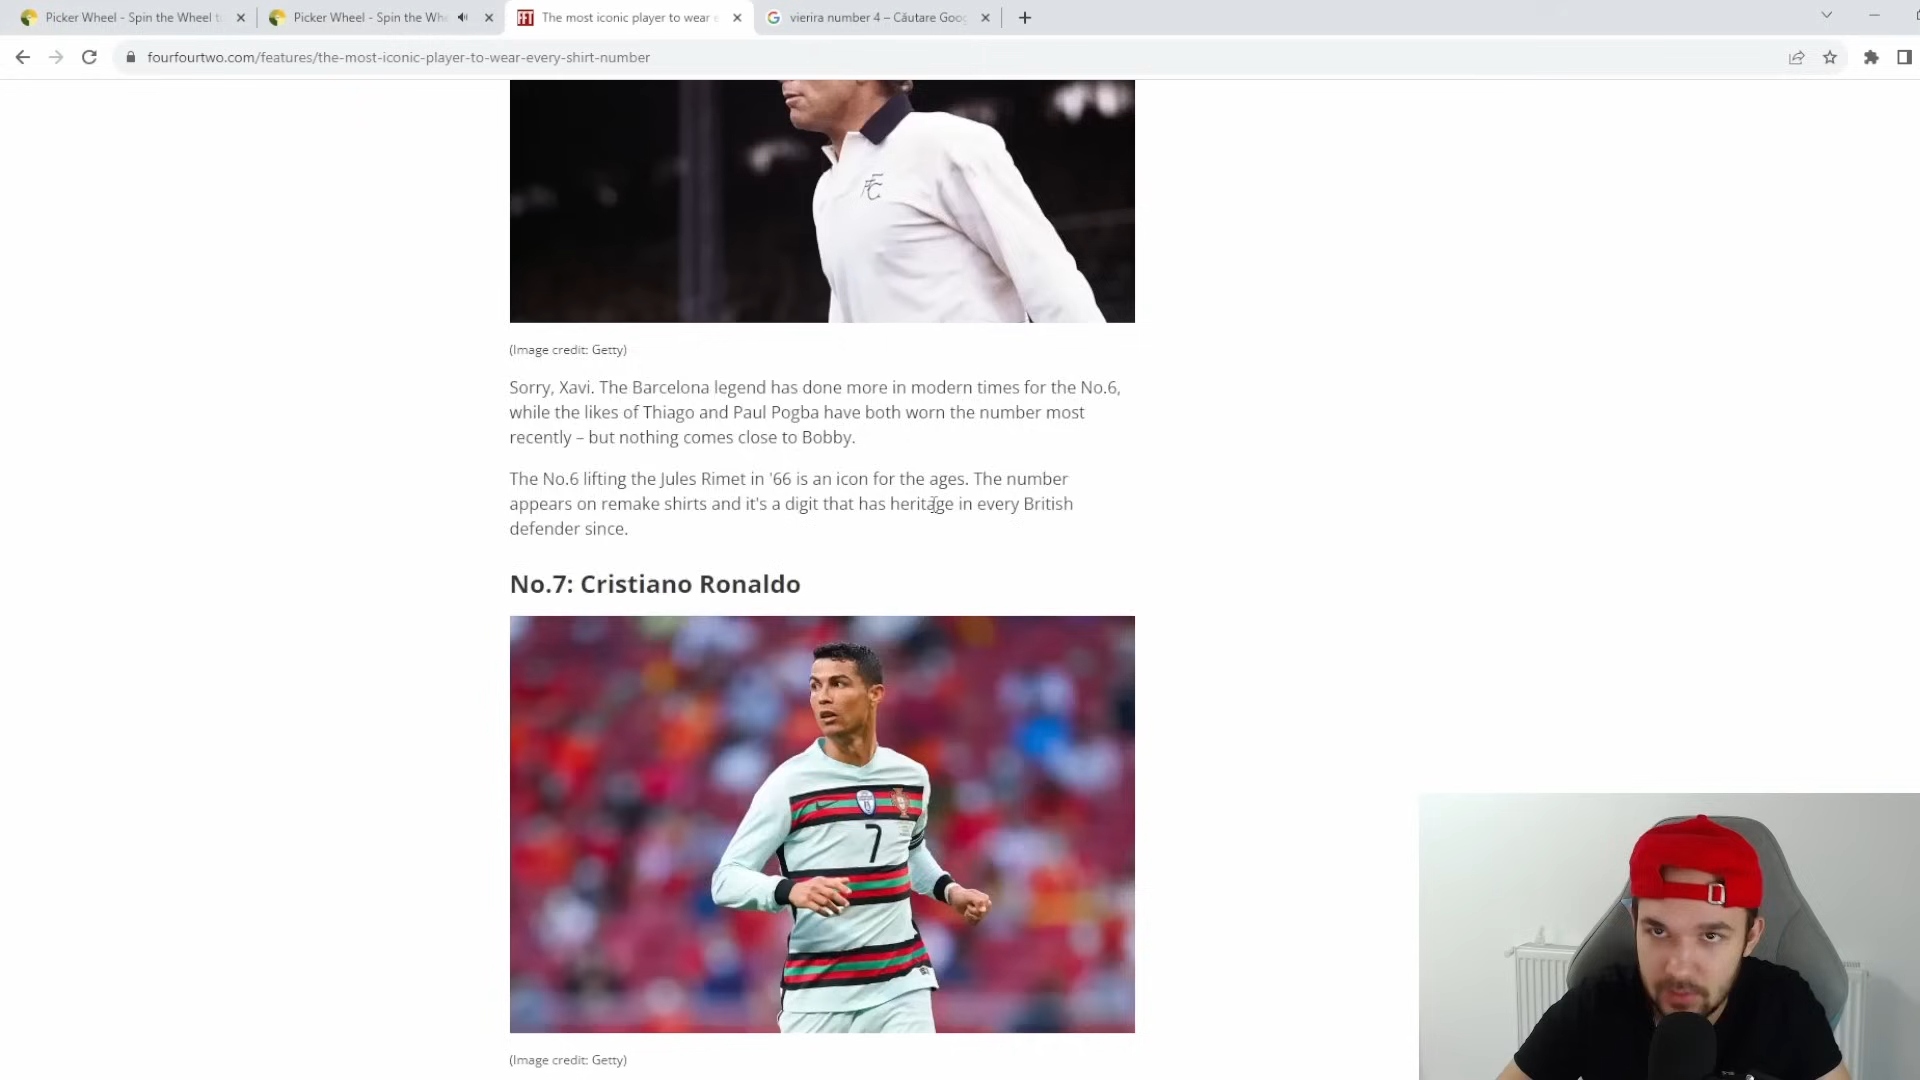 Picker Wheel - Spin the Wheel t
Picker Wheel - Spin the Wh
FFT The most iconic player to wear e
vierira number 4 – Căutare Goog
fourfourtwo.com/features/the-most-iconic-player-to-wear-every-shirt-number
FFC
(Image credit: Getty)
Sorry, Xavi. The Barcelona legend has done more in modern times for the No.6,
while the likes of Thiago and Paul Pogba have both worn the number most
recently – but nothing comes close to Bobby.
The No.6 lifting the Jules Rimet in '66 is an icon for the ages. The number
appears on remake shirts and it's a digit that has heritage in every British
defender since.
No.7: Cristiano Ronaldo
7
(Image credit: Getty)